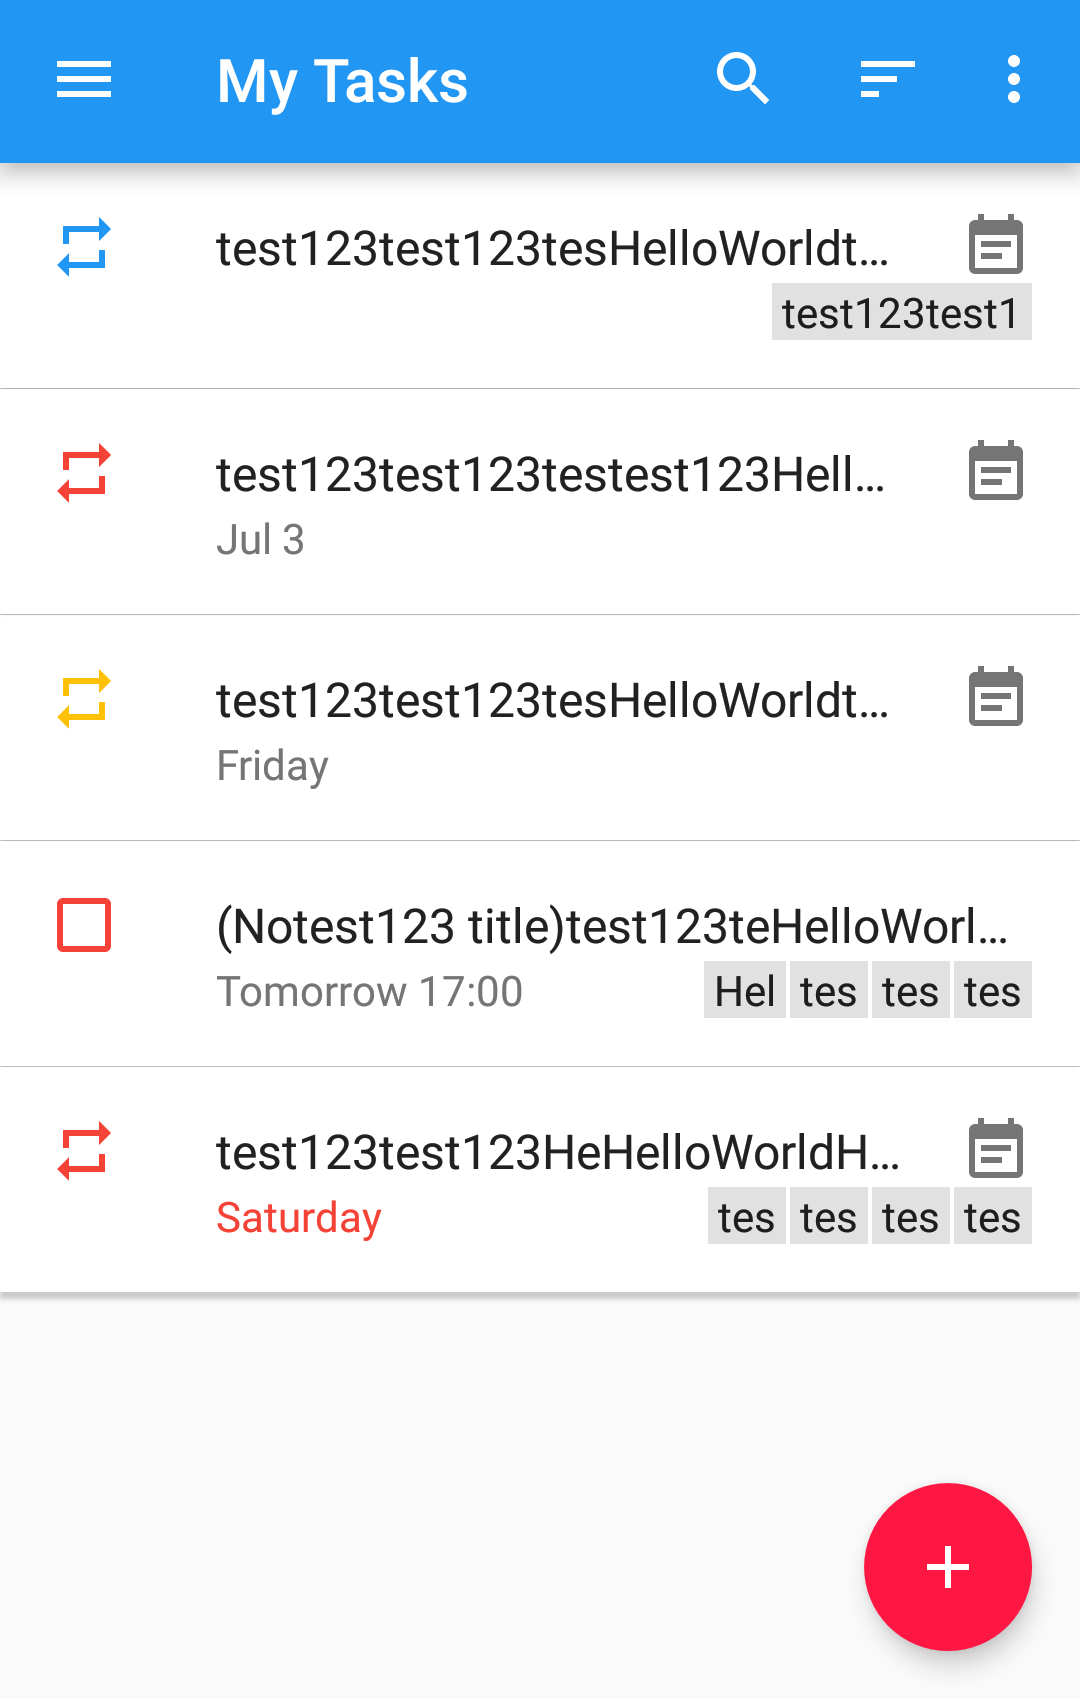 My Tasks
test123test123tesHelloWorldt...
test123test1
test123test123testest123Hell...
Jul 3
test123test123tesHelloWorldt...
Friday
(Notest123 title)test123teHelloWorl...
Tomorrow 17:00 Hel tes tes tes
test123test123HeHelloWorldH...
Saturday tes tes tes tes